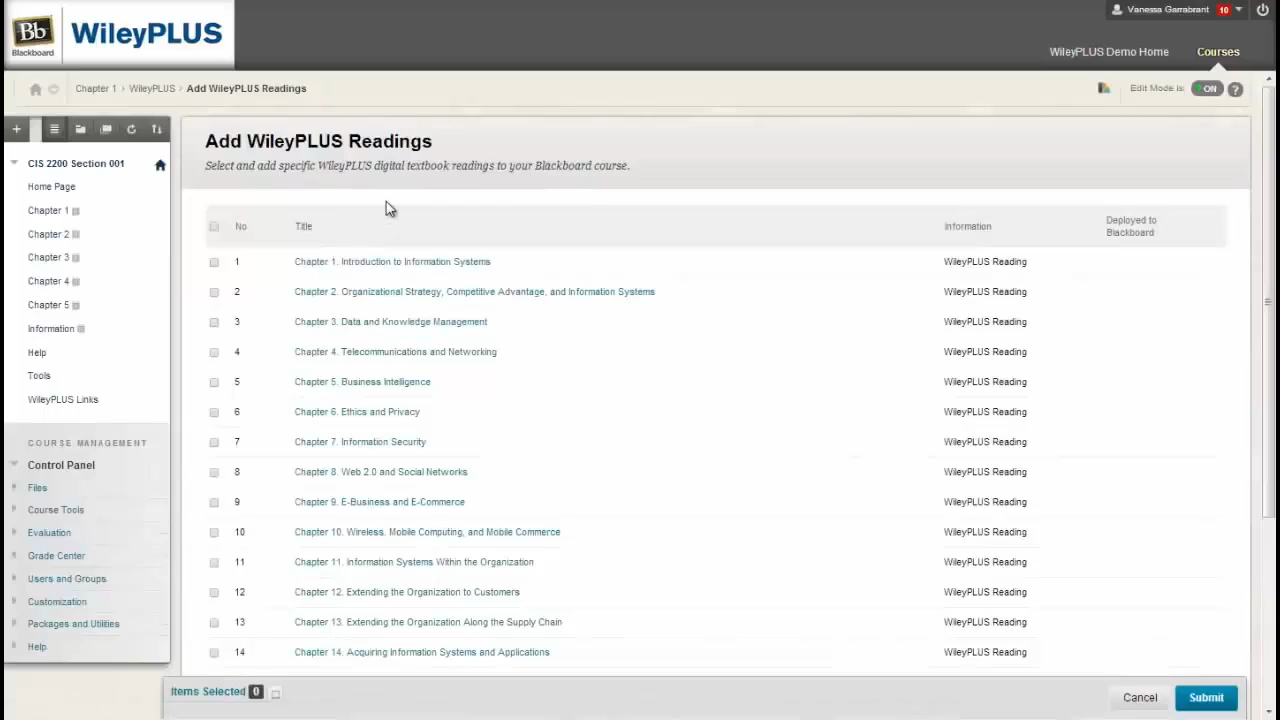 Bb
Blackboard
WileyPLUS
Vanessa Garrabrant 10
WileyPLUS Demo Home Courses
Chapter 1 › WileyPLUS › Add WileyPLUS Readings
Edit Mode is: ON ?
CIS 2200 Section 001
Home Page
Chapter 1
Chapter 2
Chapter 3
Chapter 4
Chapter 5
Information
Help
Tools
WileyPLUS Links
COURSE MANAGEMENT
Control Panel
Files
Course Tools
Evaluation
Grade Center
Users and Groups
Customization
Packages and Utilities
Help
Add WileyPLUS Readings
Select and add specific WileyPLUS digital textbook readings to your Blackboard course.
No Title Information Deployed to
Blackboard
1 Chapter 1. Introduction to Information Systems WileyPLUS Reading
2 Chapter 2. Organizational Strategy, Competitive Advantage, and Information Systems WileyPLUS Reading
3 Chapter 3. Data and Knowledge Management WileyPLUS Reading
4 Chapter 4. Telecommunications and Networking WileyPLUS Reading
5 Chapter 5. Business Intelligence WileyPLUS Reading
6 Chapter 6. Ethics and Privacy WileyPLUS Reading
7 Chapter 7. Information Security WileyPLUS Reading
8 Chapter 8. Web 2.0 and Social Networks WileyPLUS Reading
9 Chapter 9. E-Business and E-Commerce WileyPLUS Reading
10 Chapter 10. Wireless, Mobile Computing, and Mobile Commerce WileyPLUS Reading
11 Chapter 11. Information Systems Within the Organization WileyPLUS Reading
12 Chapter 12. Extending the Organization to Customers WileyPLUS Reading
13 Chapter 13. Extending the Organization Along the Supply Chain WileyPLUS Reading
14 Chapter 14. Acquiring Information Systems and Applications WileyPLUS Reading
Items Selected 0
Cancel Submit